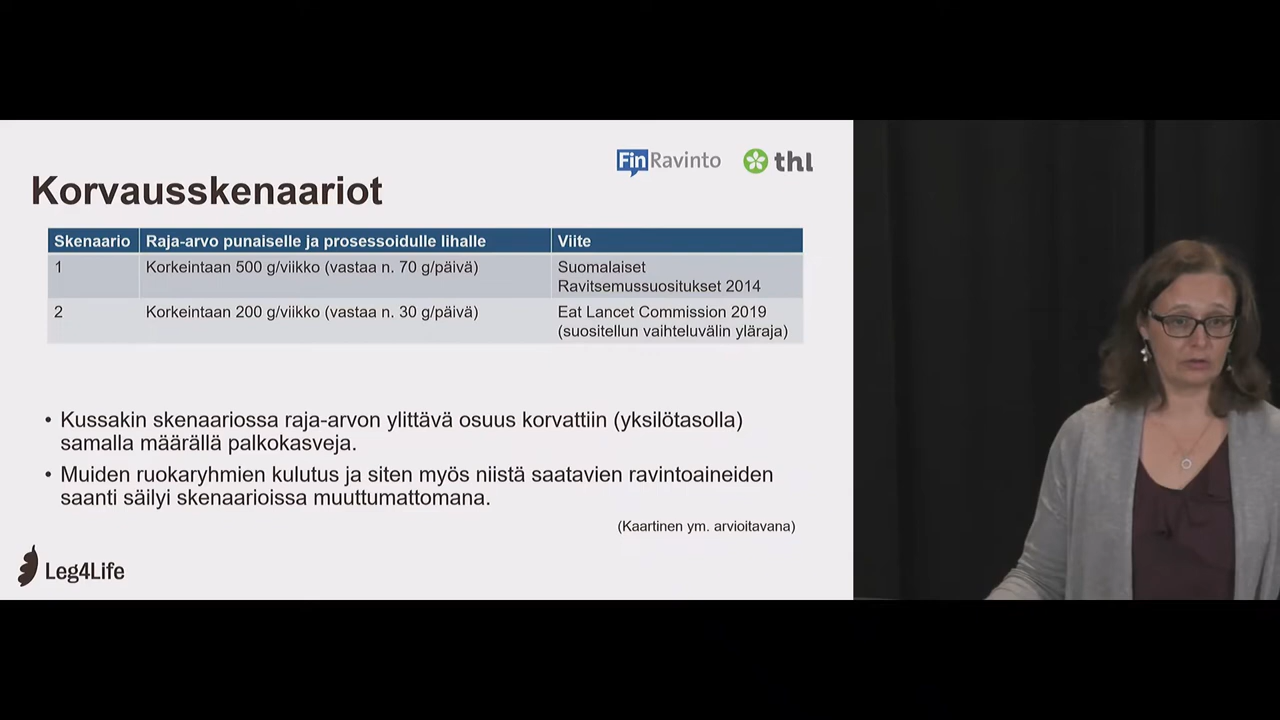 FinRavinto
thl
Korvausskenaariot
Skenaario Raja-arvo punaiselle ja prosessoidulle lihalle Viite
1 Korkeintaan 500 g/viikko (vastaa n. 70 g/päivä) Suomalaiset
Ravitsemussuositukset 2014
2 Korkeintaan 200 g/viikko (vastaa n. 30 g/päivä) Eat Lancet Commission 2019
(suositellun vaihteluvälin yläraja)
• Kussakin skenaariossa raja-arvon ylittävä osuus korvattiin (yksilötasolla)
samalla määrällä palkokasveja.
• Muiden ruokaryhmien kulutus ja siten myös niistä saatavien ravintoaineiden
saanti säilyi skenaarioissa muuttumattomana.
(Kaartinen ym. arvioitavana)
Leg4Life